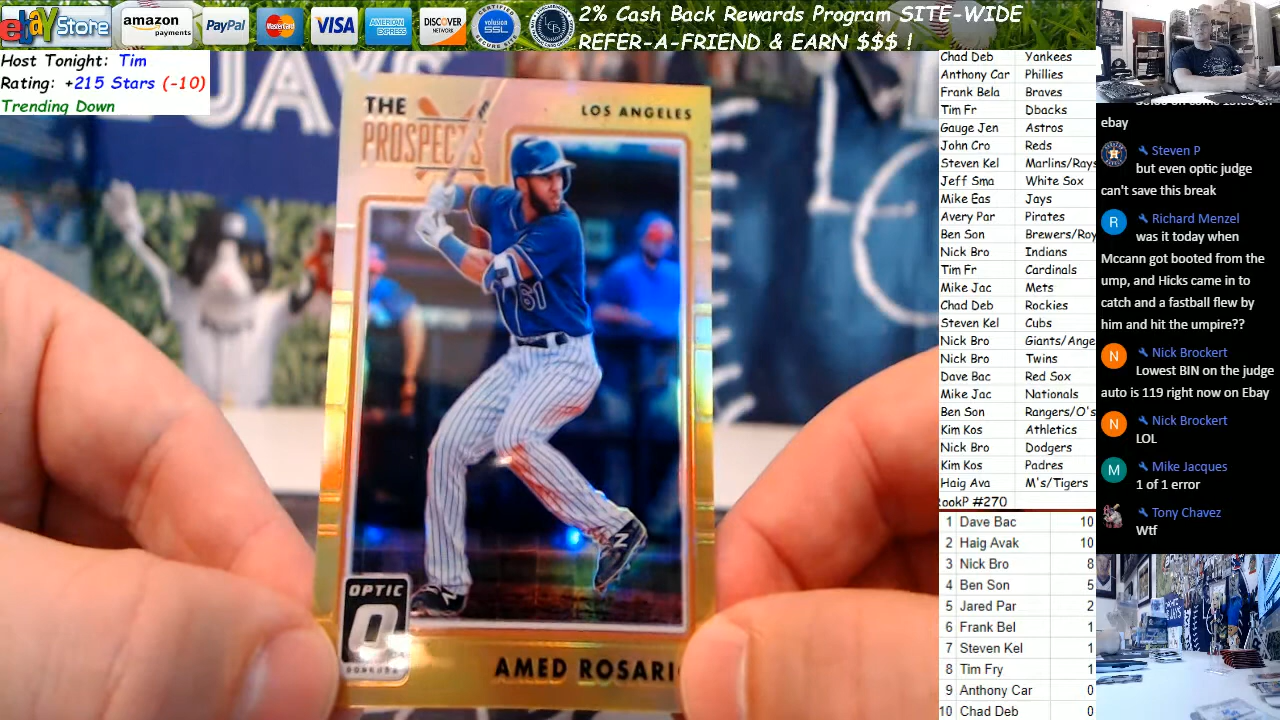 ebay Store
amazon payments
PayPal
MasterCard
VISA
AMERICAN EXPRESS
DISCOVER NETWORK
CERTIFIED volusion SSL SECURE SITE
2% Cash Back Rewards Program SITE-WIDE
REFER-A-FRIEND & EARN $$$ !
Host Tonight: Tim
Rating: +215 Stars (-10)
Trending Down
THE
PROSPECTS
LOS ANGELES
61
N
N
OPTIC
O
DONRUSS
AMED ROSARI
Chad Deb Yankees
Anthony Car Phillies
Frank Bela Braves
Tim Fr Dbacks
Gauge Jen Astros
John Cro Reds
Steven Kel Marlins/Rays
Jeff Sma White Sox
Mike Eas Jays
Avery Par Pirates
Ben Son Brewers/Roy
Nick Bro Indians
Tim Fr Cardinals
Mike Jac Mets
Chad Deb Rockies
Steven Kel Cubs
Nick Bro Giants/Ange
Nick Bro Twins
Dave Bac Red Sox
Mike Jac Nationals
Ben Son Rangers/O's
Kim Kos Athletics
Nick Bro Dodgers
Kim Kos Padres
Haig Ava M's/Tigers
RookP #270
1 Dave Bac 10
2 Haig Avak 10
3 Nick Bro 8
4 Ben Son 5
5 Jared Par 2
6 Frank Bel 1
7 Steven Kel 1
8 Tim Fry 1
9 Anthony Car 0
10 Chad Deb 0
ebay
Steven P
but even optic judge
can't save this break
R Richard Menzel
was it today when
Mccann got booted from the
ump, and Hicks came in to
catch and a fastball flew by
him and hit the umpire??
N Nick Brockert
Lowest BIN on the judge
auto is 119 right now on Ebay
N Nick Brockert
LOL
M Mike Jacques
1 of 1 error
Tony Chavez
Wtf